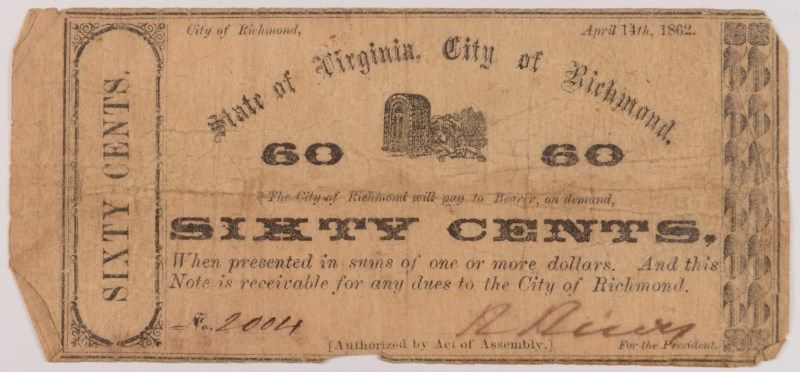 City of Richmond, April 14th, 1862.
State of Virginia, City of Richmond.
SIXTY CENTS.
60 60
The City of Richmond will pay to Bearer, on demand,
SIXTY CENTS,
When presented in sums of one or more dollars. And this
Note is receivable for any dues to the City of Richmond.
No. 2004 R
[Authorized by Act of Assembly.] For the President.